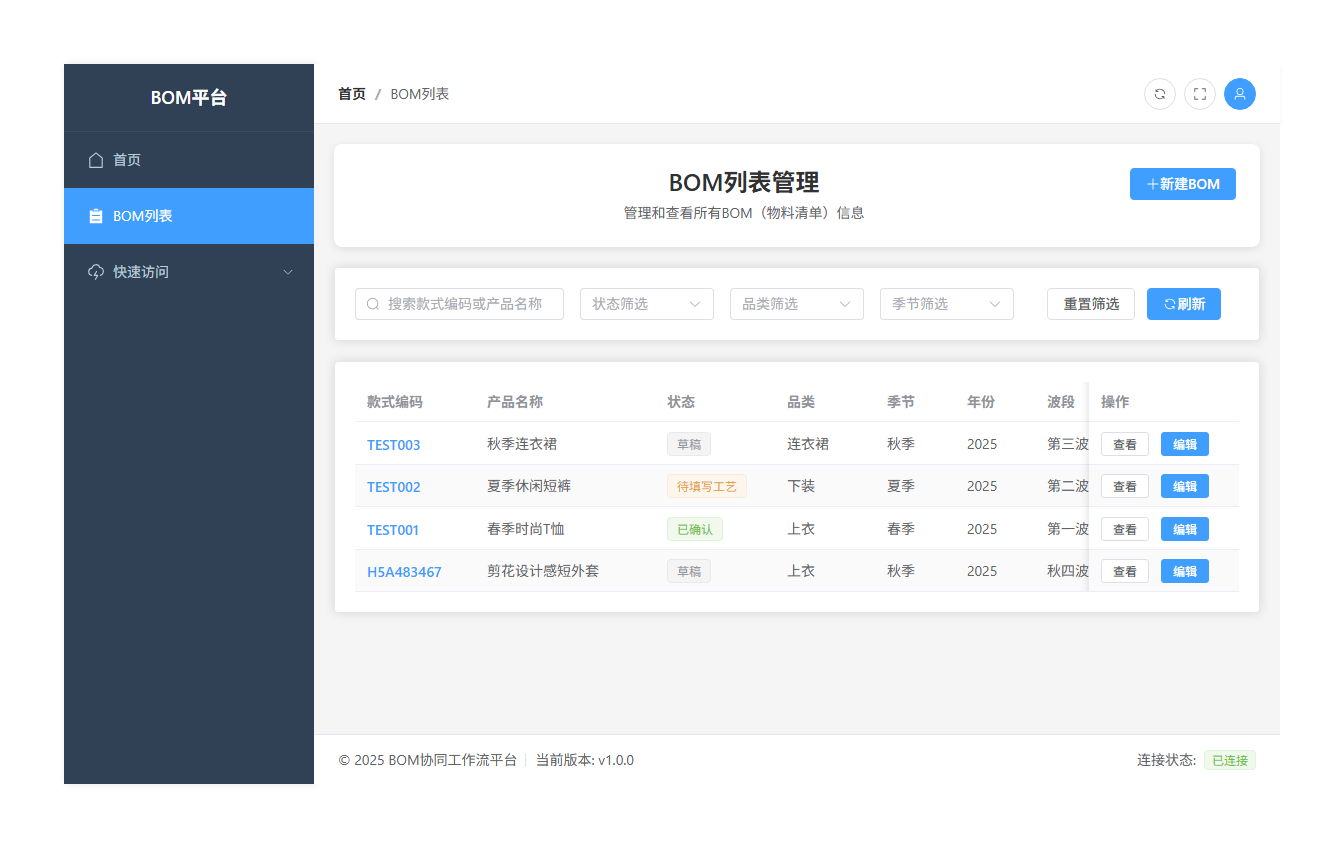 BOM平台
首页
BOM列表
快速访问
首页 / BOM列表
BOM列表管理
管理和查看所有BOM（物料清单）信息
新建BOM
搜索款式编码或产品名称 状态筛选 品类筛选 季节筛选 重置筛选 刷新
款式编码 产品名称 状态 品类 季节 年份 波段 操作
TEST003 秋季连衣裙 草稿 连衣裙 秋季 2025 第三波 查看 编辑
TEST002 夏季休闲短裤 待填写工艺 下装 夏季 2025 第二波 查看 编辑
TEST001 春季时尚T恤 已确认 上衣 春季 2025 第一波 查看 编辑
H5A483467 剪花设计感短外套 草稿 上衣 秋季 2025 秋四波 查看 编辑
© 2025 BOM协同工作流平台 当前版本: v1.0.0 连接状态: 已连接